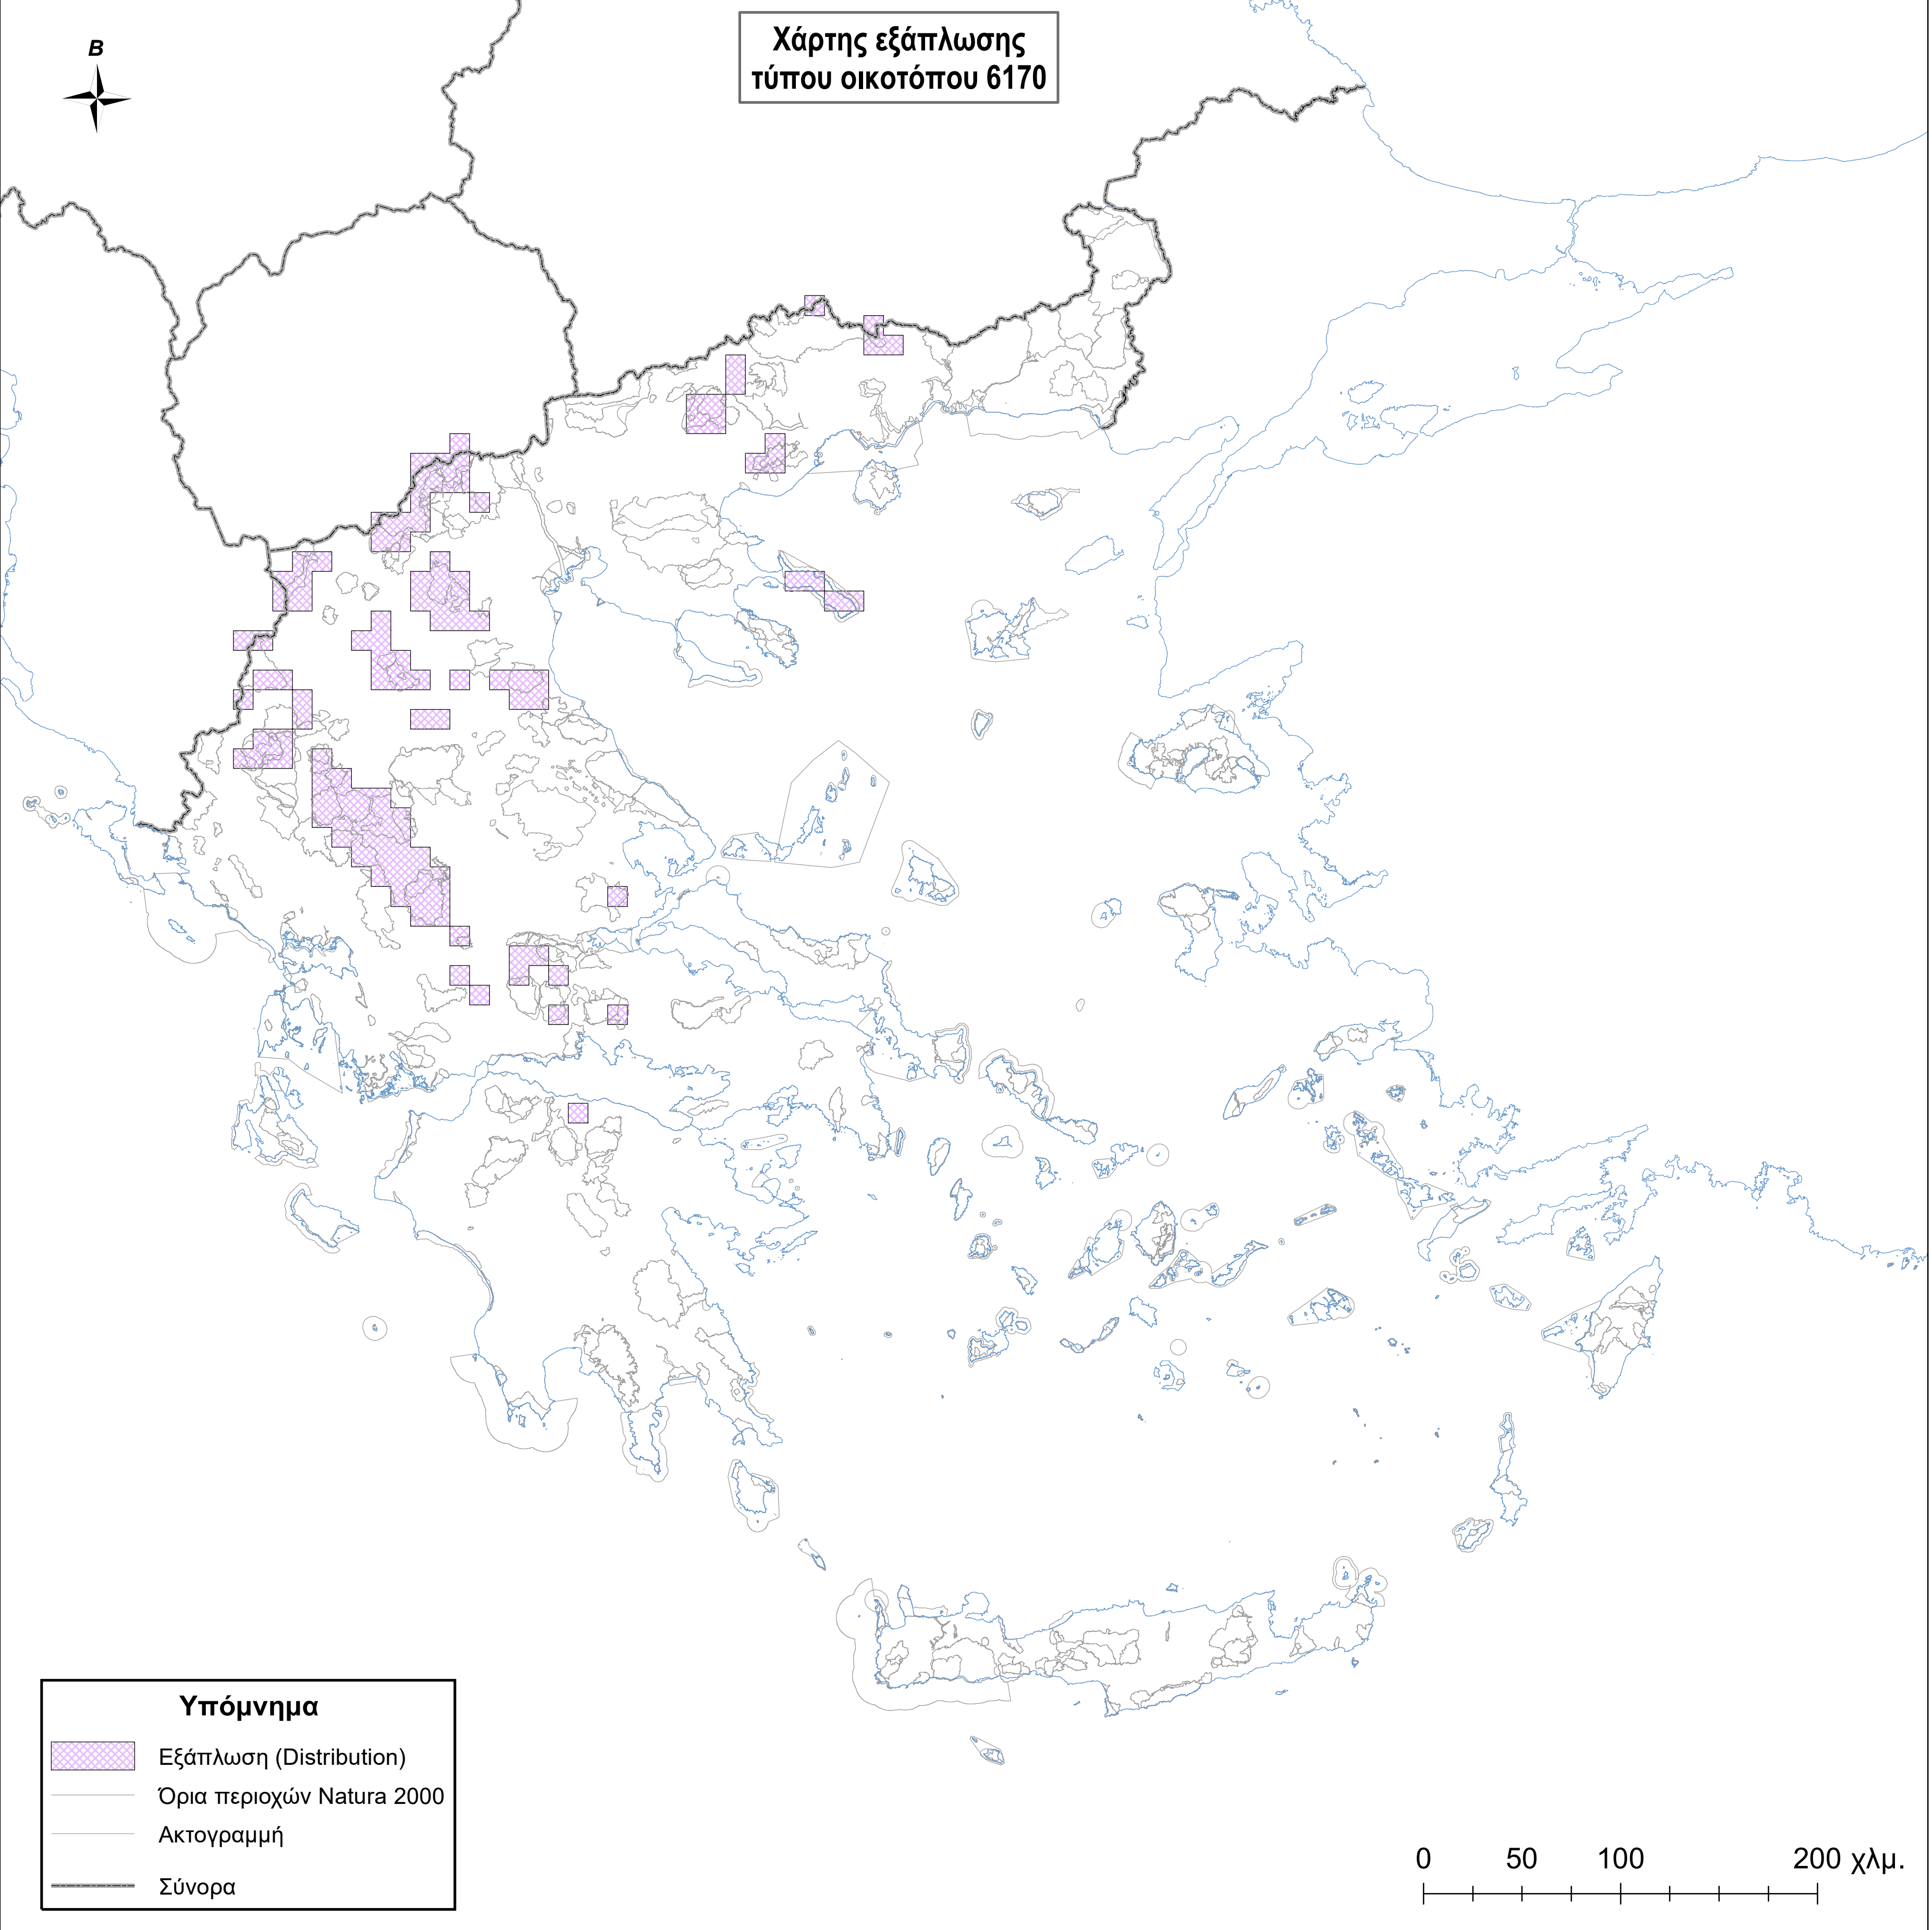 Χάρτης εξάπλωσης
τύπου οικοτόπου 6170
Β
Υπόμνημα
Εξάπλωση (Distribution)
Όρια περιοχών Natura 2000
Ακτογραμμή
Σύνορα
0 50 100 200 χλμ.